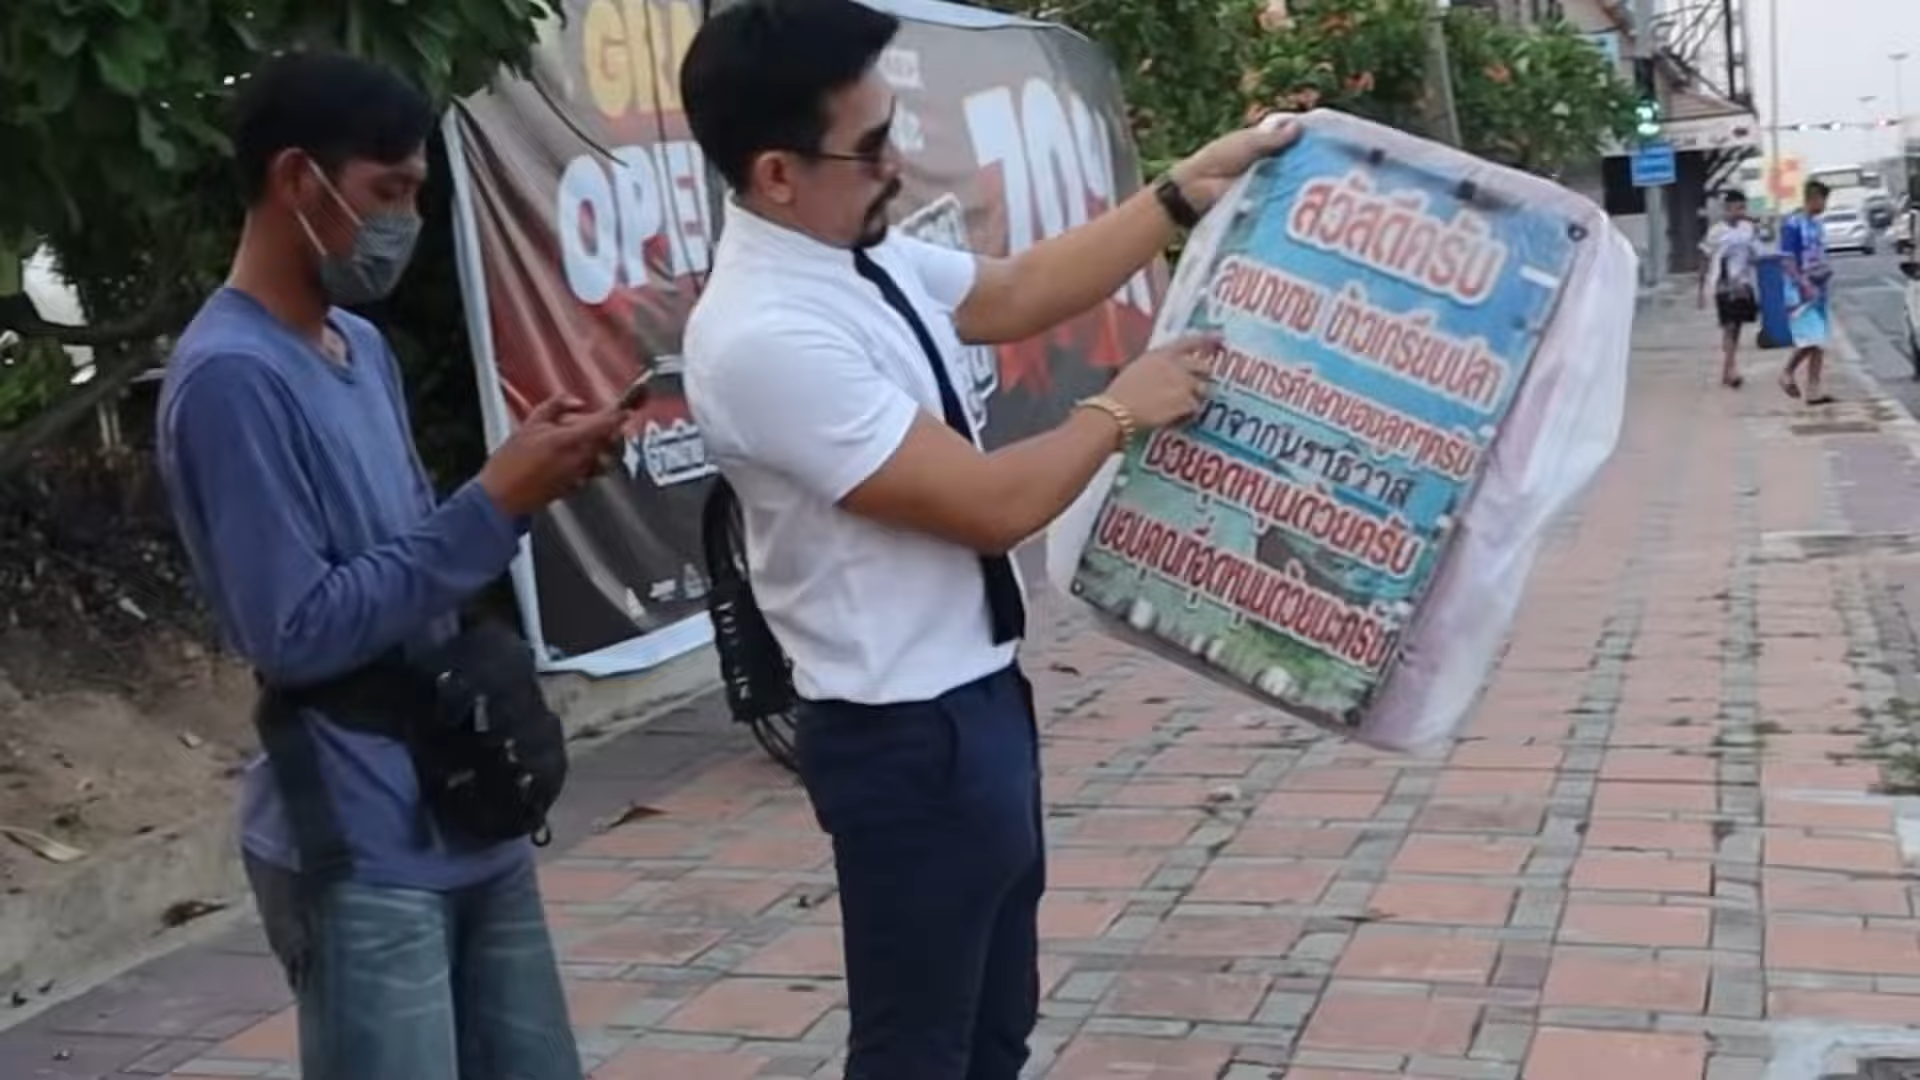 GRA
OPEN
70%
สวัสดีครับ
ลุงมาขาย ข้าวเกรียบปลา
ทุนการศึกษาของลูกๆครับ
มาจากนราธิวาส
ช่วยอุดหนุนด้วยครับ
ขอบคุณที่อุดหนุนด้วยนะครับ